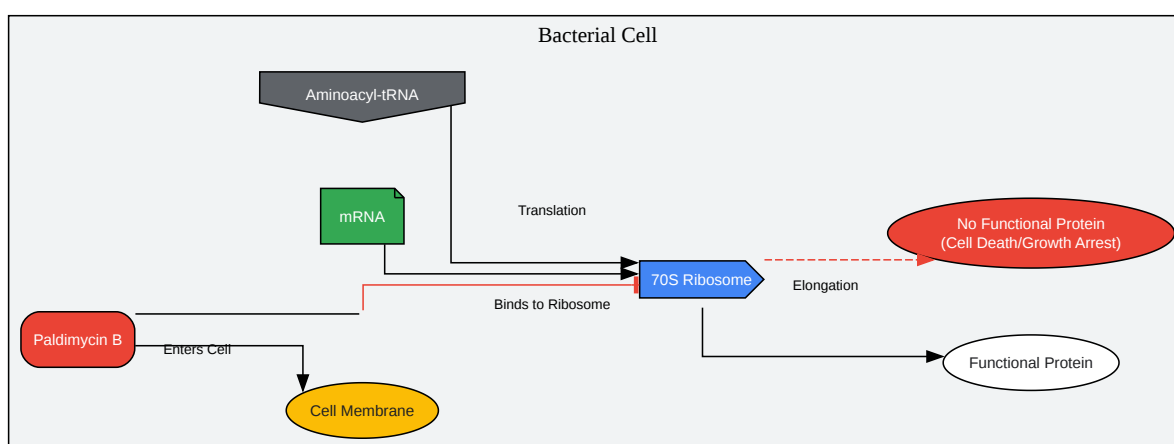 Bacterial Cell
Aminoacyl-tRNA
mRNA
Translation
No Functional Protein
(Cell Death/Growth Arrest)
70S Ribosome
Elongation
Binds to Ribosome
Paldimycin B
Enters Cell
Functional Protein
Cell Membrane